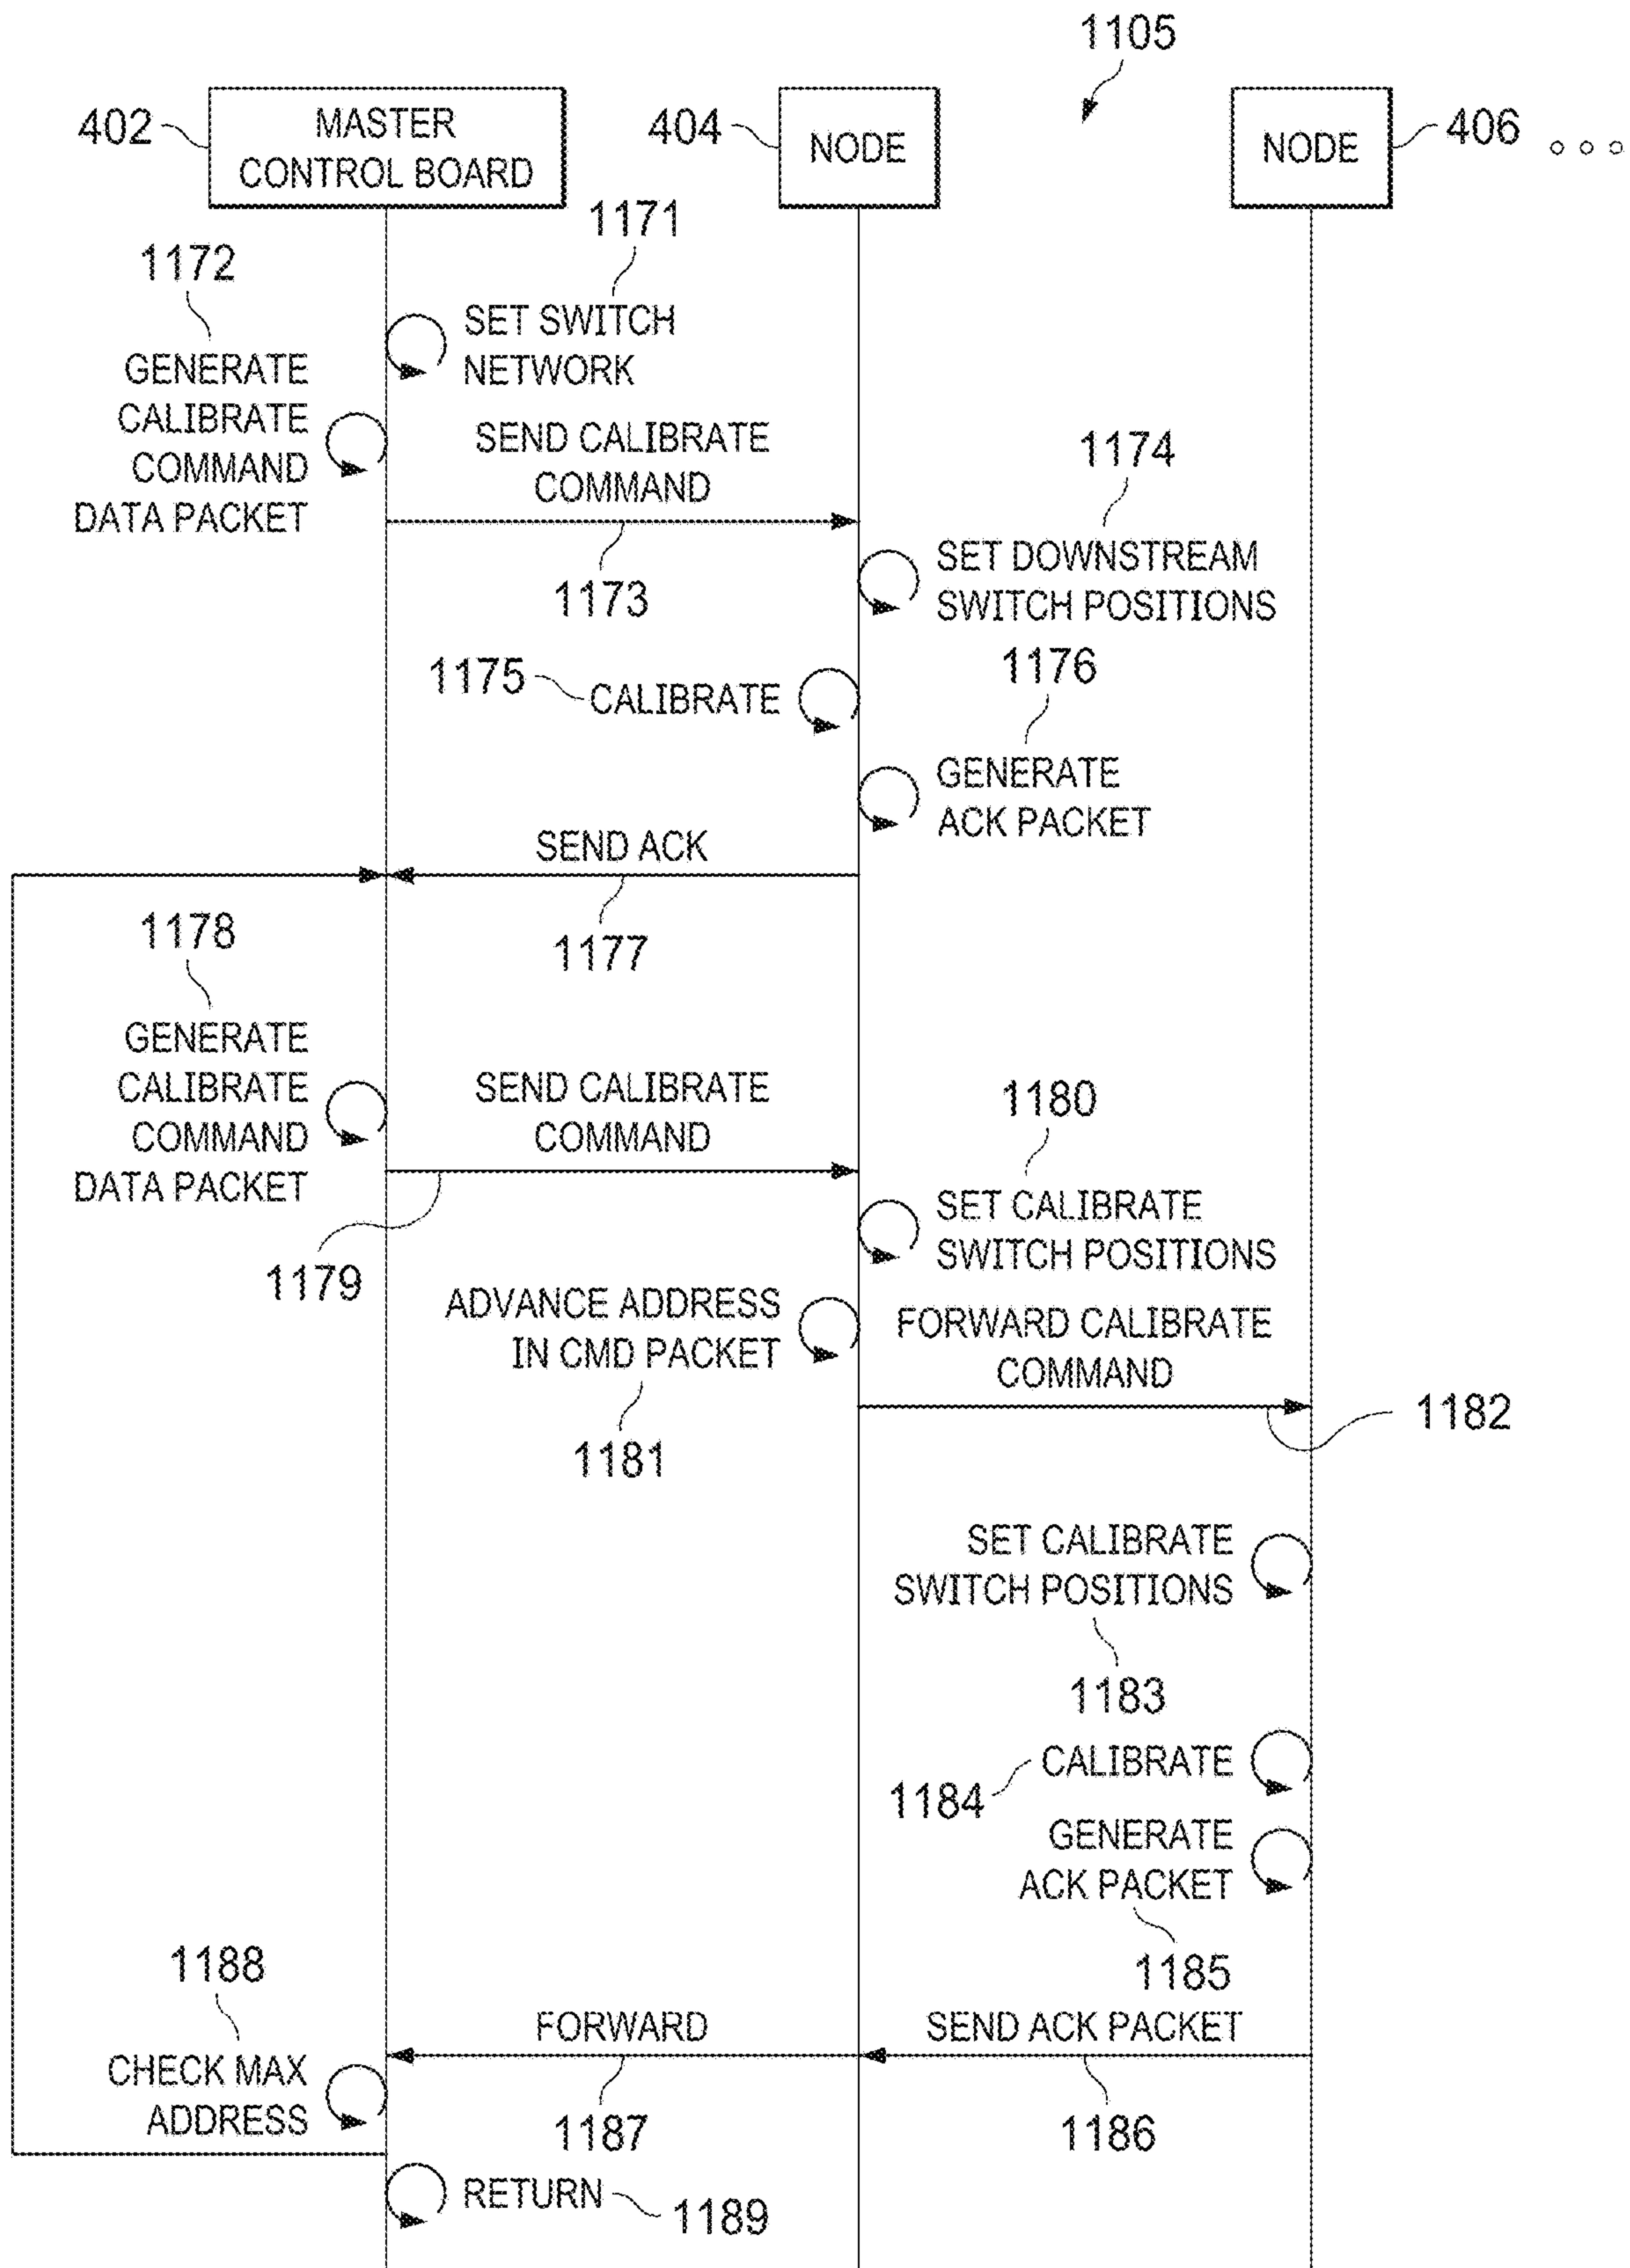 1105
402
MASTER
CONTROL BOARD
404
NODE
NODE
406
1171
1172
SET SWITCH
NETWORK
GENERATE
CALIBRATE
COMMAND
DATA PACKET
SEND CALIBRATE
COMMAND
1173
1174
SET DOWNSTREAM
SWITCH POSITIONS
1175
CALIBRATE
1176
GENERATE
ACK PACKET
SEND ACK
1177
1178
GENERATE
CALIBRATE
COMMAND
DATA PACKET
SEND CALIBRATE
COMMAND
1179
1180
SET CALIBRATE
SWITCH POSITIONS
ADVANCE ADDRESS
IN CMD PACKET
1181
FORWARD CALIBRATE
COMMAND
1182
SET CALIBRATE
SWITCH POSITIONS
1183
CALIBRATE
1184
GENERATE
ACK PACKET
1185
SEND ACK PACKET
1186
FORWARD
1187
1188
CHECK MAX
ADDRESS
RETURN
1189